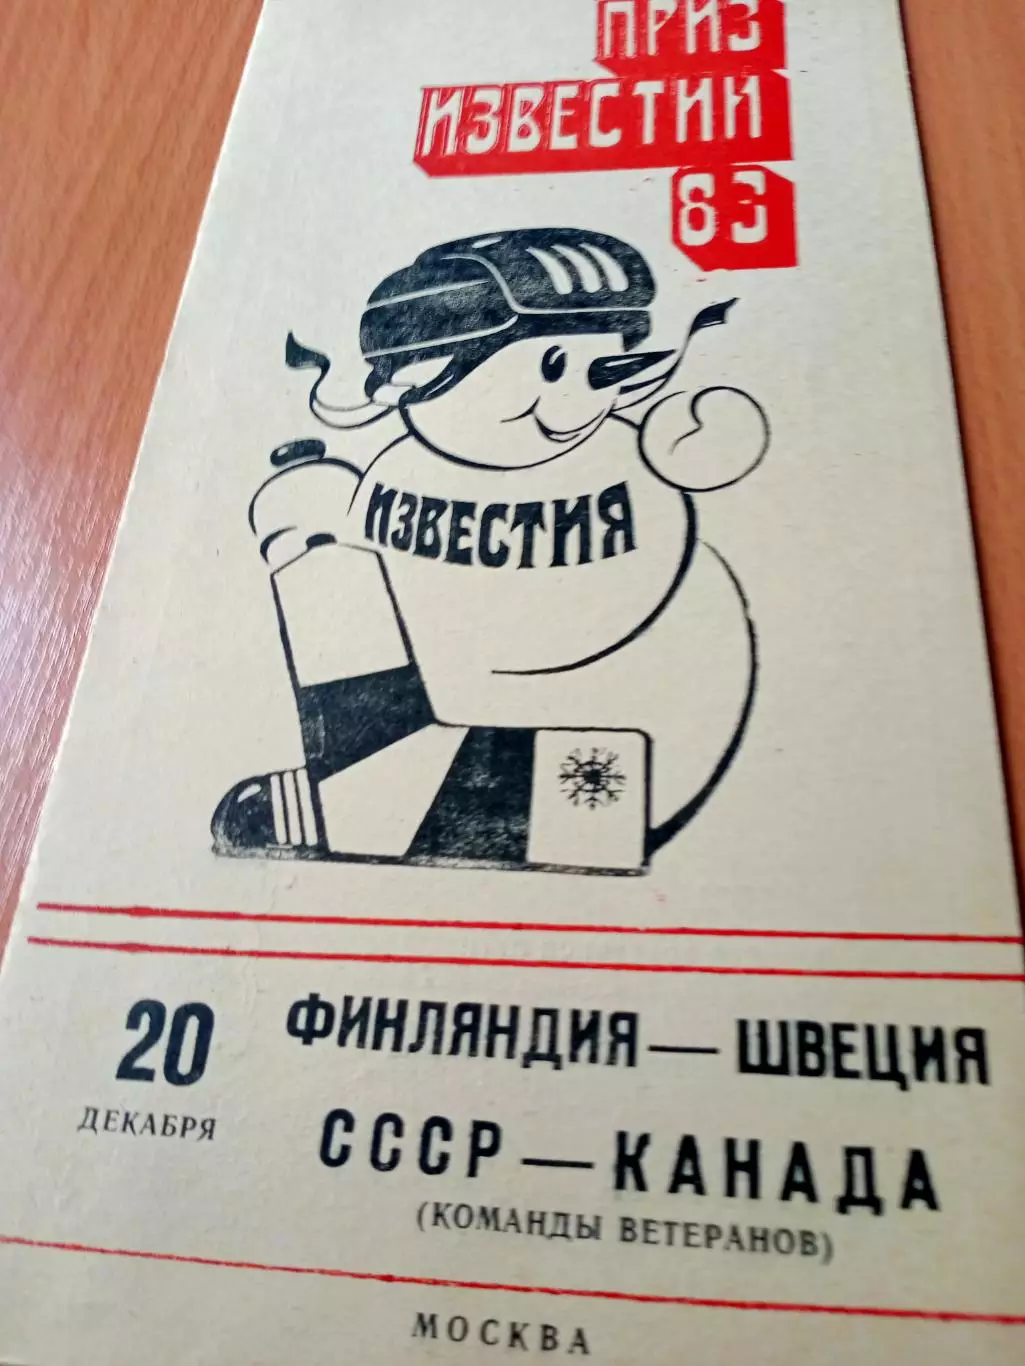 ПРИЗ
ИЗВЕСТИЙ
83
ИЗВЕСТИЯ
20
ДЕКАБРЯ
ФИНЛЯНДИЯ — ШВЕЦИЯ
СССР — КАНАДА
(КОМАНДЫ ВЕТЕРАНОВ)
МОСКВА